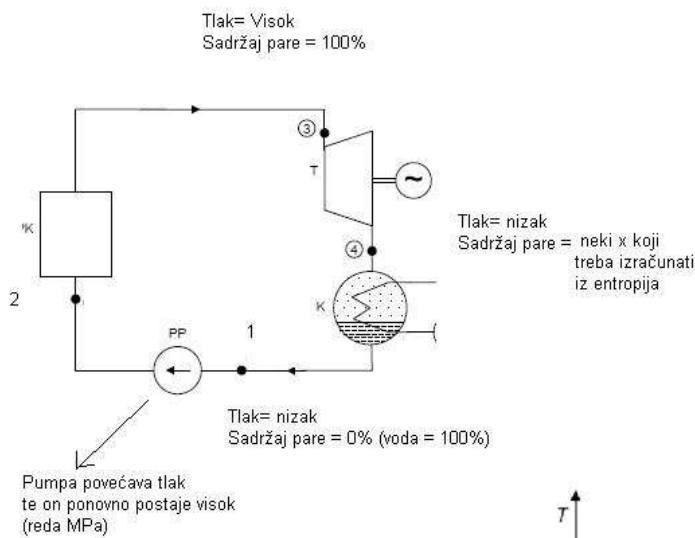 Tlak= Visok
Sadržaj pare = 100%
3
T
~
Tlak= nizak
Sadržaj pare = neki x koji
treba izračunati
iz entropija
4
K
2
PP
1
Tlak= nizak
Sadržaj pare = 0% (voda = 100%)
Pumpa povećava tlak
te on ponovno postaje visok
(reda MPa)
T